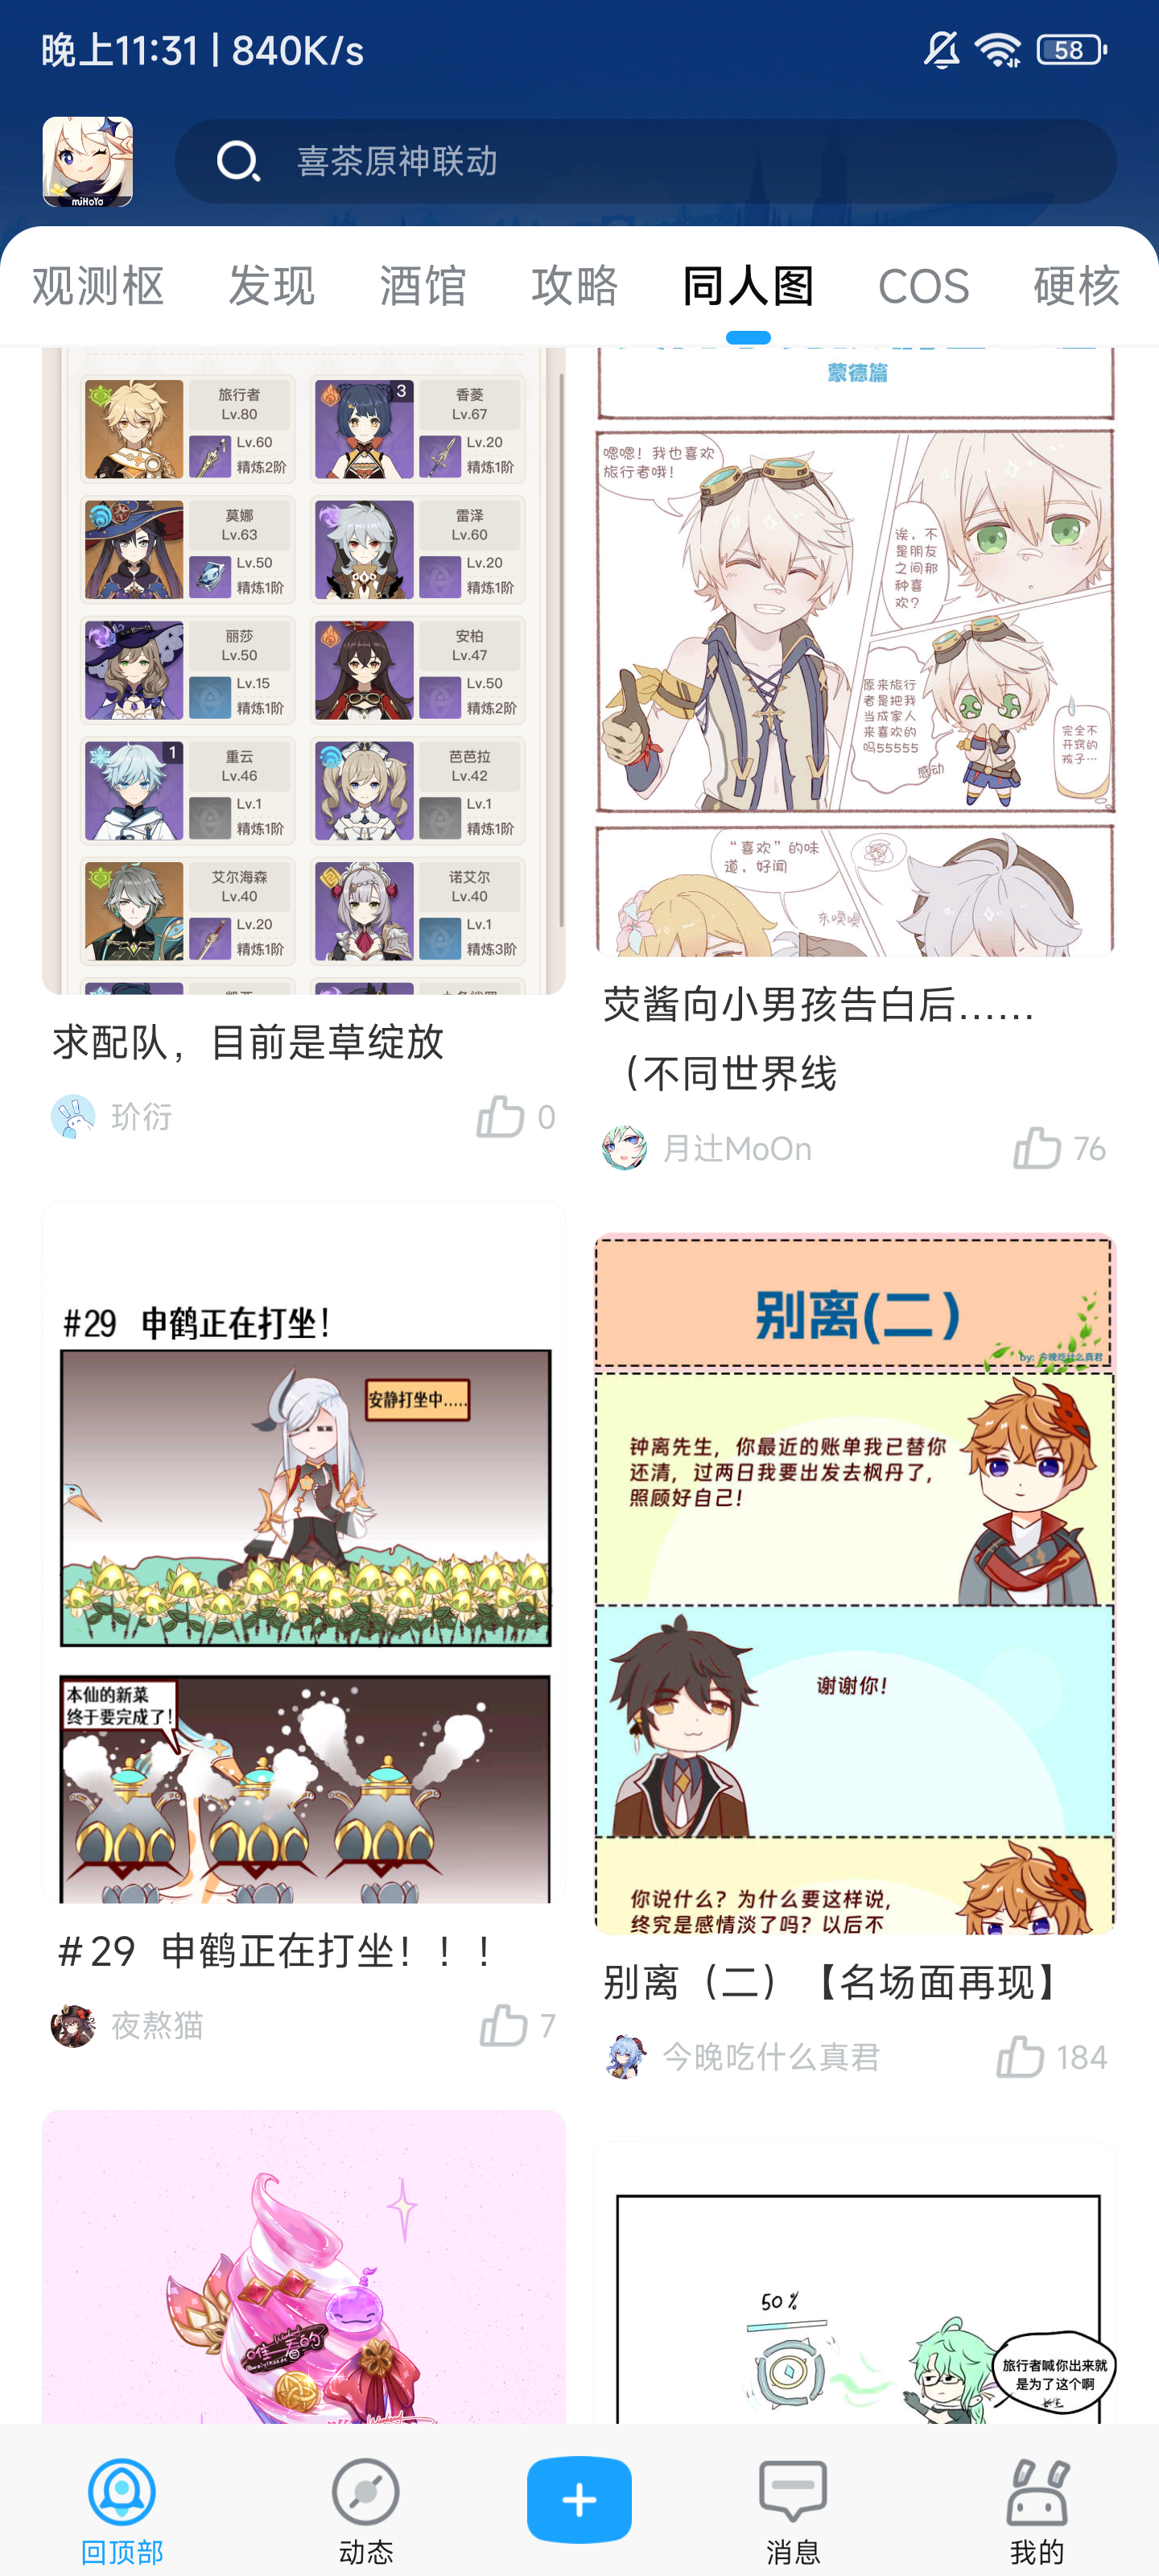 晚上11:31 | 840K/s
58
miHoYo
喜茶原神联动
观测枢 发现 酒馆 攻略 同人图 COS 硬核
旅行者
Lv.80
Lv.60
精炼2阶
3
香菱
Lv.67
Lv.20
精炼1阶
莫娜
Lv.63
Lv.50
精炼1阶
雷泽
Lv.60
Lv.20
精炼1阶
丽莎
Lv.50
Lv.15
精炼1阶
安柏
Lv.47
Lv.50
精炼2阶
1
重云
Lv.46
Lv.1
精炼1阶
芭芭拉
Lv.42
Lv.1
精炼1阶
艾尔海森
Lv.40
Lv.20
精炼1阶
诺艾尔
Lv.40
Lv.1
精炼3阶
求配队，目前是草绽放
玠衍
0
蒙德篇
嗯嗯！我也喜欢
旅行者哦！
诶，不
是朋友
之间那
种喜
欢？
原来旅行
者是把我
当成家人
来喜欢的
吗55555
感动
完全不
开窍的
孩子…
“喜欢”的味
道，好闻
东嗅嗅
荧酱向小男孩告白后……
（不同世界线
月辻MoOn
76
#29 申鹤正在打坐！
安静打坐中.....
本仙的新菜
终于要完成了！
#29 申鹤正在打坐！！！
夜熬猫
7
别离(二）
by: 今晚吃什么真君
钟离先生，你最近的账单我已替你
还清，过两日我要出发去枫丹了，
照顾好自己！
谢谢你！
你说什么？为什么要这样说，
终究是感情淡了吗？以后不
别离（二）【名场面再现】
今晚吃什么真君
184
唯一看的
50%
旅行者喊你出来就
是为了这个啊
回顶部
动态
消息
我的